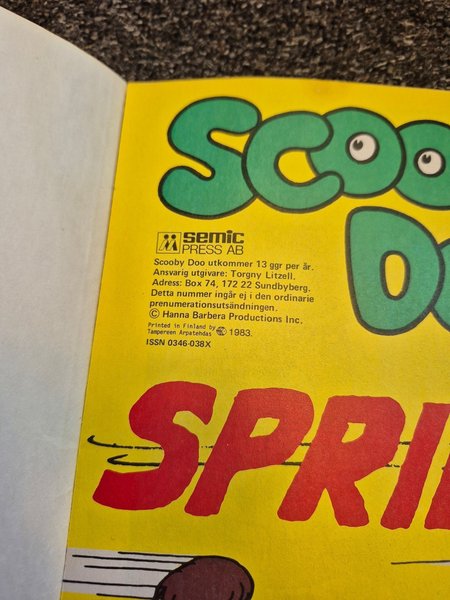 SCOO
DO
semic
PRESS AB
Scooby Doo utkommer 13 ggr per år.
Ansvarig utgivare: Torgny Litzell.
Adress: Box 74, 172 22 Sundbyberg.
Detta nummer ingår ej i den ordinarie
prenumerationsutsändningen.
© Hanna Barbera Productions Inc.
Printed in Finland by
Tampereen Arpatehdas 1983.
ISSN 0346-038X
SPRI